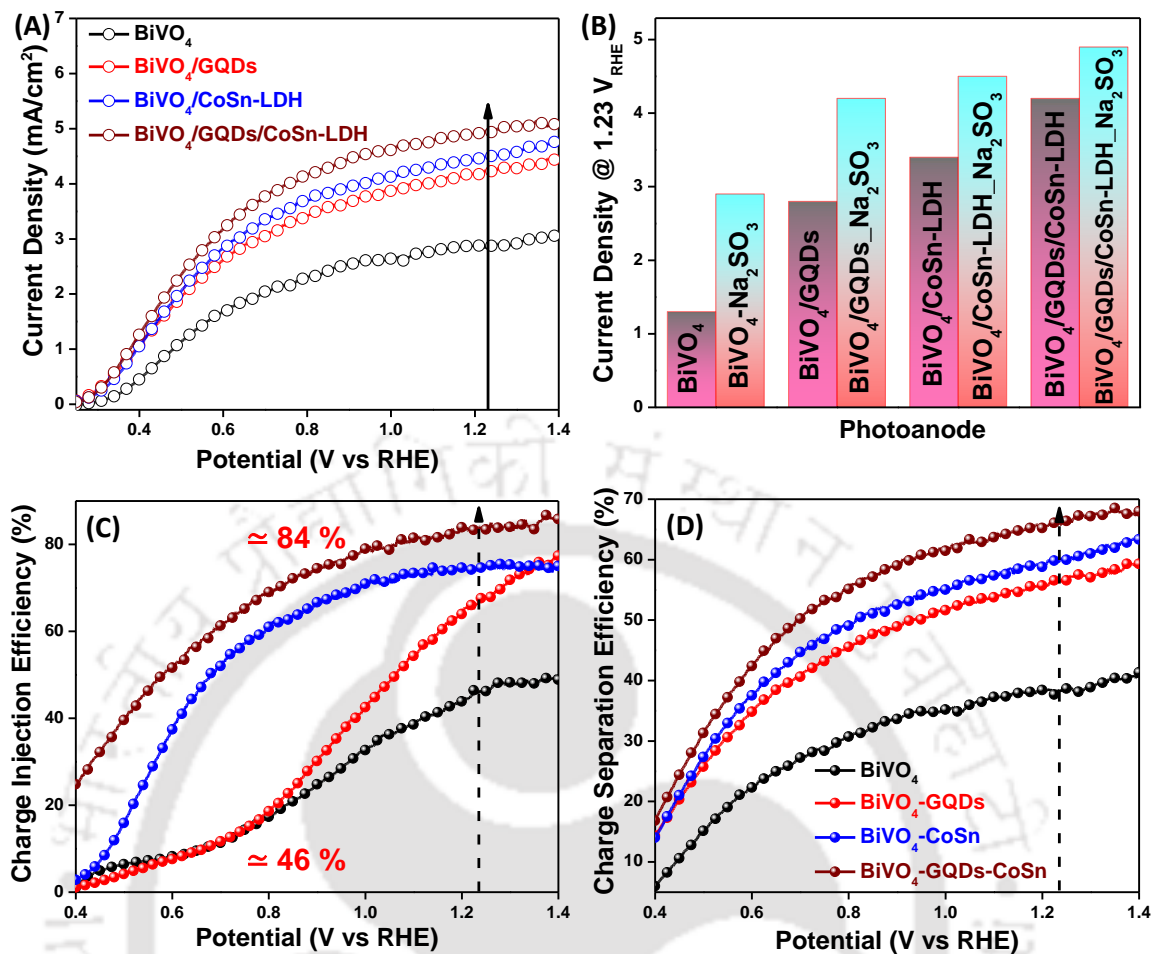 (A)
7
6
5
4
3
2
1
0
Current Density (mA/cm²)
BiVO₄
BiVO₄/GQDs
BiVO₄/CoSn-LDH
BiVO₄/GQDs/CoSn-LDH
0.4 0.6 0.8 1.0 1.2 1.4
Potential (V vs RHE)
(B)
5
4
3
2
1
0
Current Density @ 1.23 V_RHE
BiVO₄
BiVO₄-Na₂SO₃
BiVO₄/GQDs
BiVO₄/GQDs_Na₂SO₃
BiVO₄/CoSn-LDH
BiVO₄/CoSn-LDH_Na₂SO₃
BiVO₄/GQDs/CoSn-LDH
BiVO₄/GQDs/CoSn-LDH_Na₂SO₃
Photoanode
(C)
80
60
40
20
0
Charge Injection Efficiency (%)
≃ 84 %
≃ 46 %
0.4 0.6 0.8 1.0 1.2 1.4
Potential (V vs RHE)
(D)
70
60
50
40
30
20
10
Charge Separation Efficiency (%)
BiVO₄
BiVO₄-GQDs
BiVO₄-CoSn
BiVO₄-GQDs-CoSn
0.4 0.6 0.8 1.0 1.2 1.4
Potential (V vs RHE)